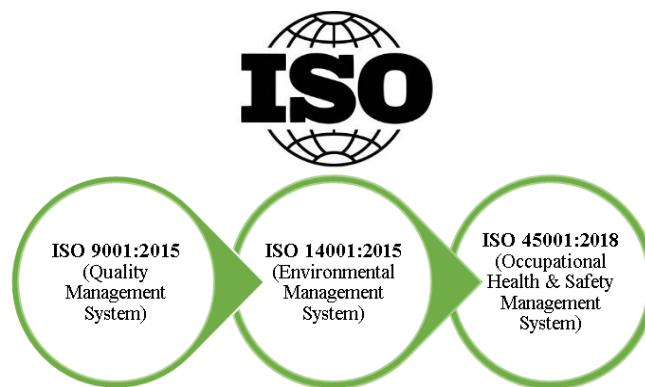 ISO
ISO 9001:2015
(Quality
Management
System)
ISO 14001:2015
(Environmental
Management
System)
ISO 45001:2018
(Occupational
Health & Safety
Management
System)